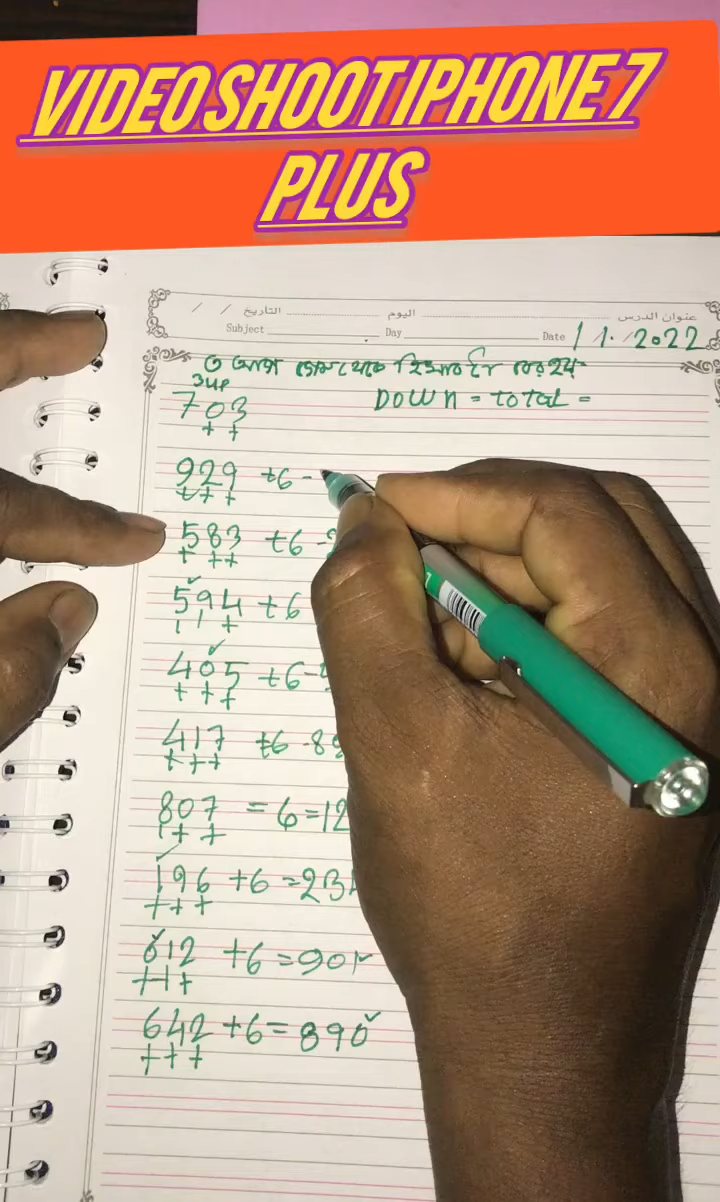 VIDEO SHOOT IPHONE 7
PLUS
/ / التاريخ اليوم عنوان الدرس
Subject Day Date 1/1/2022
3up
703 DOWN = total =
++
929 +6 -
+++
583 +6 -
+ ++
594 +6
405 +6 -
+++
417 +6 - 8
+++
807 = 6 = 12
196 +6 = 23
+++
612 +6 = 901
642 +6 = 890
+++